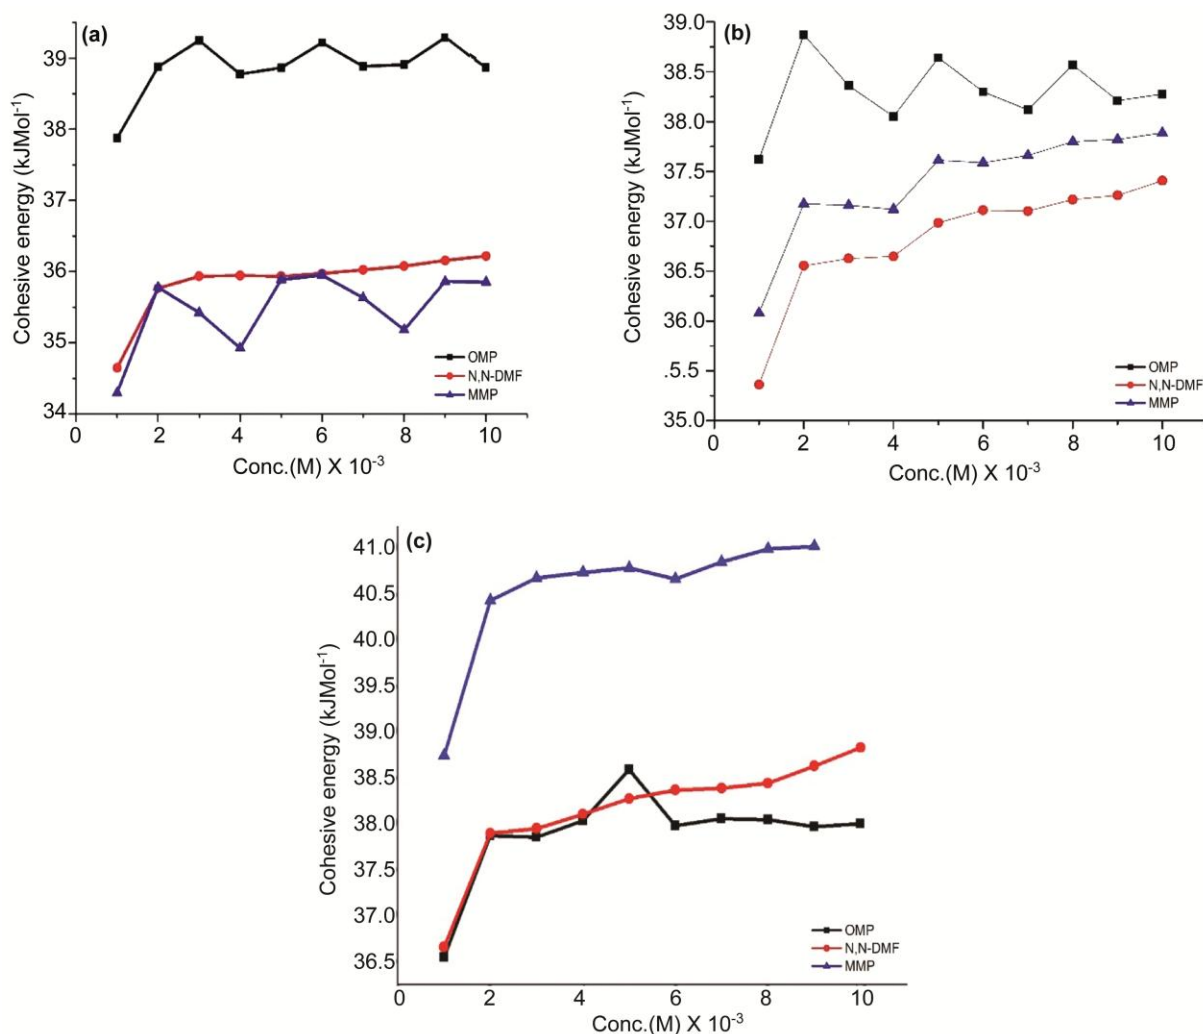 (a)
Cohesive energy (kJMol⁻¹)
39
38
37
36
35
34
0 2 4 6 8 10
Conc.(M) X 10⁻³
OMP
N,N-DMF
MMP
(b)
Cohesive energy (kJMol⁻¹)
39.0
38.5
38.0
37.5
37.0
36.5
36.0
.5.5
35.0
0 2 4 6 8 10
Conc.(M) X 10⁻³
OMP
N,N-DMF
MMP
(c)
Cohesive energy (kJMol⁻¹)
41.0
40.5
40.0
39.5
39.0
38.5
38.0
37.5
37.0
36.5
0 2 4 6 8 10
Conc.(M) X 10⁻³
OMP
N,N-DMF
MMP